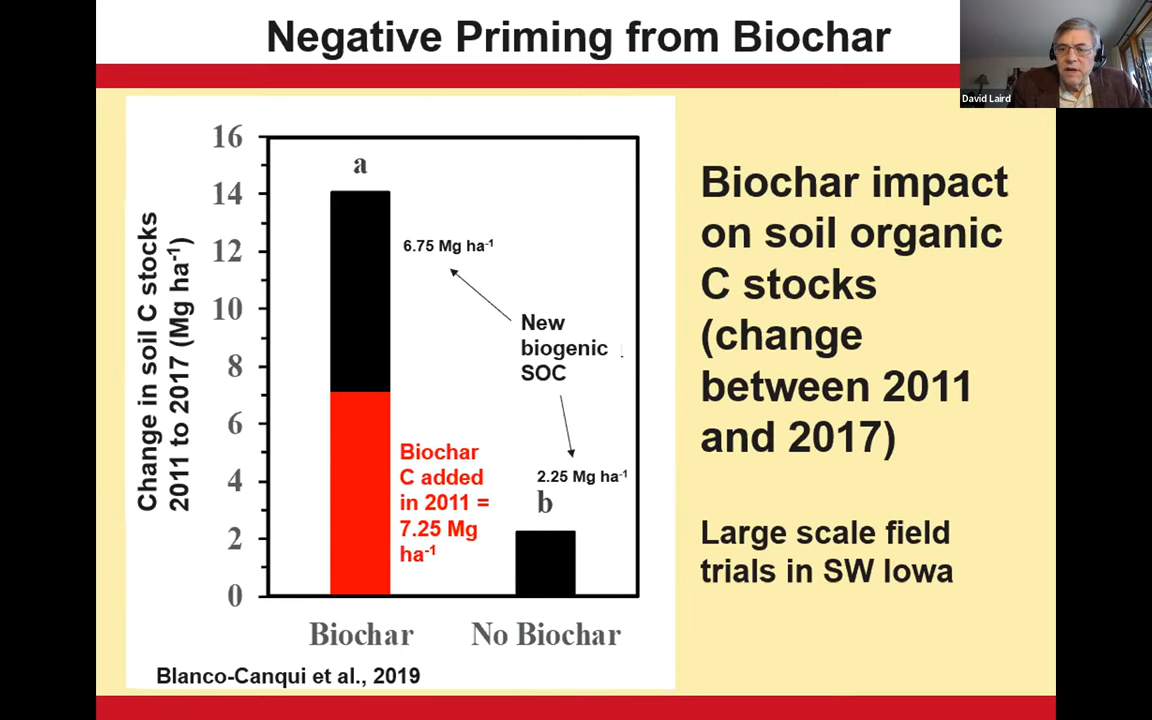 Negative Priming from Biochar
David Laird
16
14
12
10
8
6
4
2
0
Change in soil C stocks
2011 to 2017 (Mg ha-1)
a
6.75 Mg ha-1
New
biogenic
SOC
Biochar
C added
in 2011 =
7.25 Mg
ha-1
2.25 Mg ha-1
b
Biochar
No Biochar
Blanco-Canqui et al., 2019
Biochar impact
on soil organic
C stocks
(change
between 2011
and 2017)
Large scale field
trials in SW Iowa